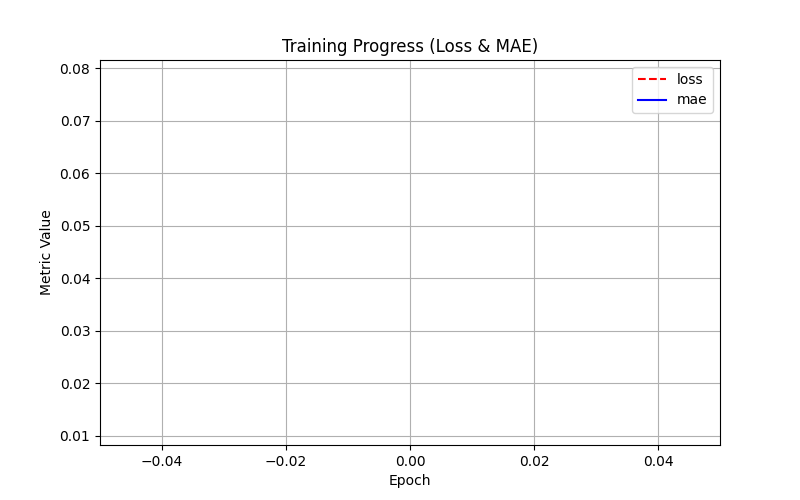 Training Progress (Loss & MAE)
loss
mae
0.08
0.07
0.06
0.05
0.04
0.03
0.02
0.01
Metric Value
−0.04
−0.02
0.00
0.02
0.04
Epoch